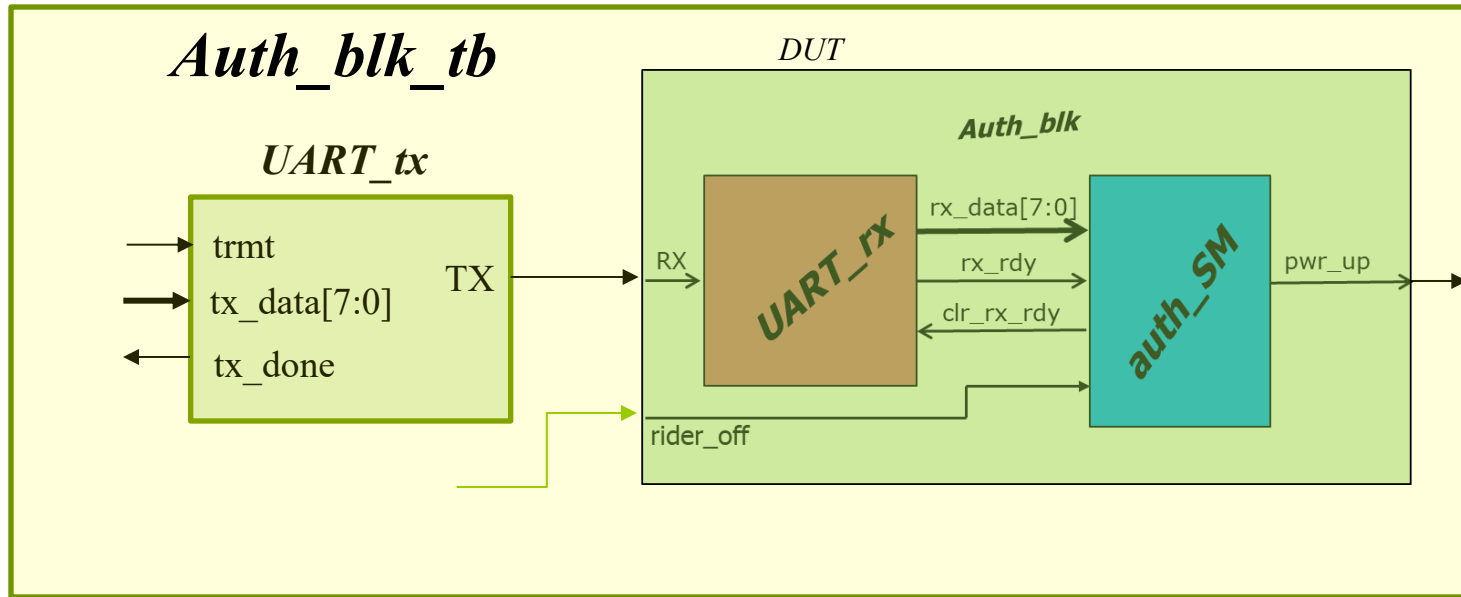 Auth_blk_tb
DUT
Auth_blk
UART_tx
trmt
tx_data[7:0]
tx_done
TX
RX
UART_rx
rx_data[7:0]
rx_rdy
clr_rx_rdy
auth_SM
pwr_up
rider_off